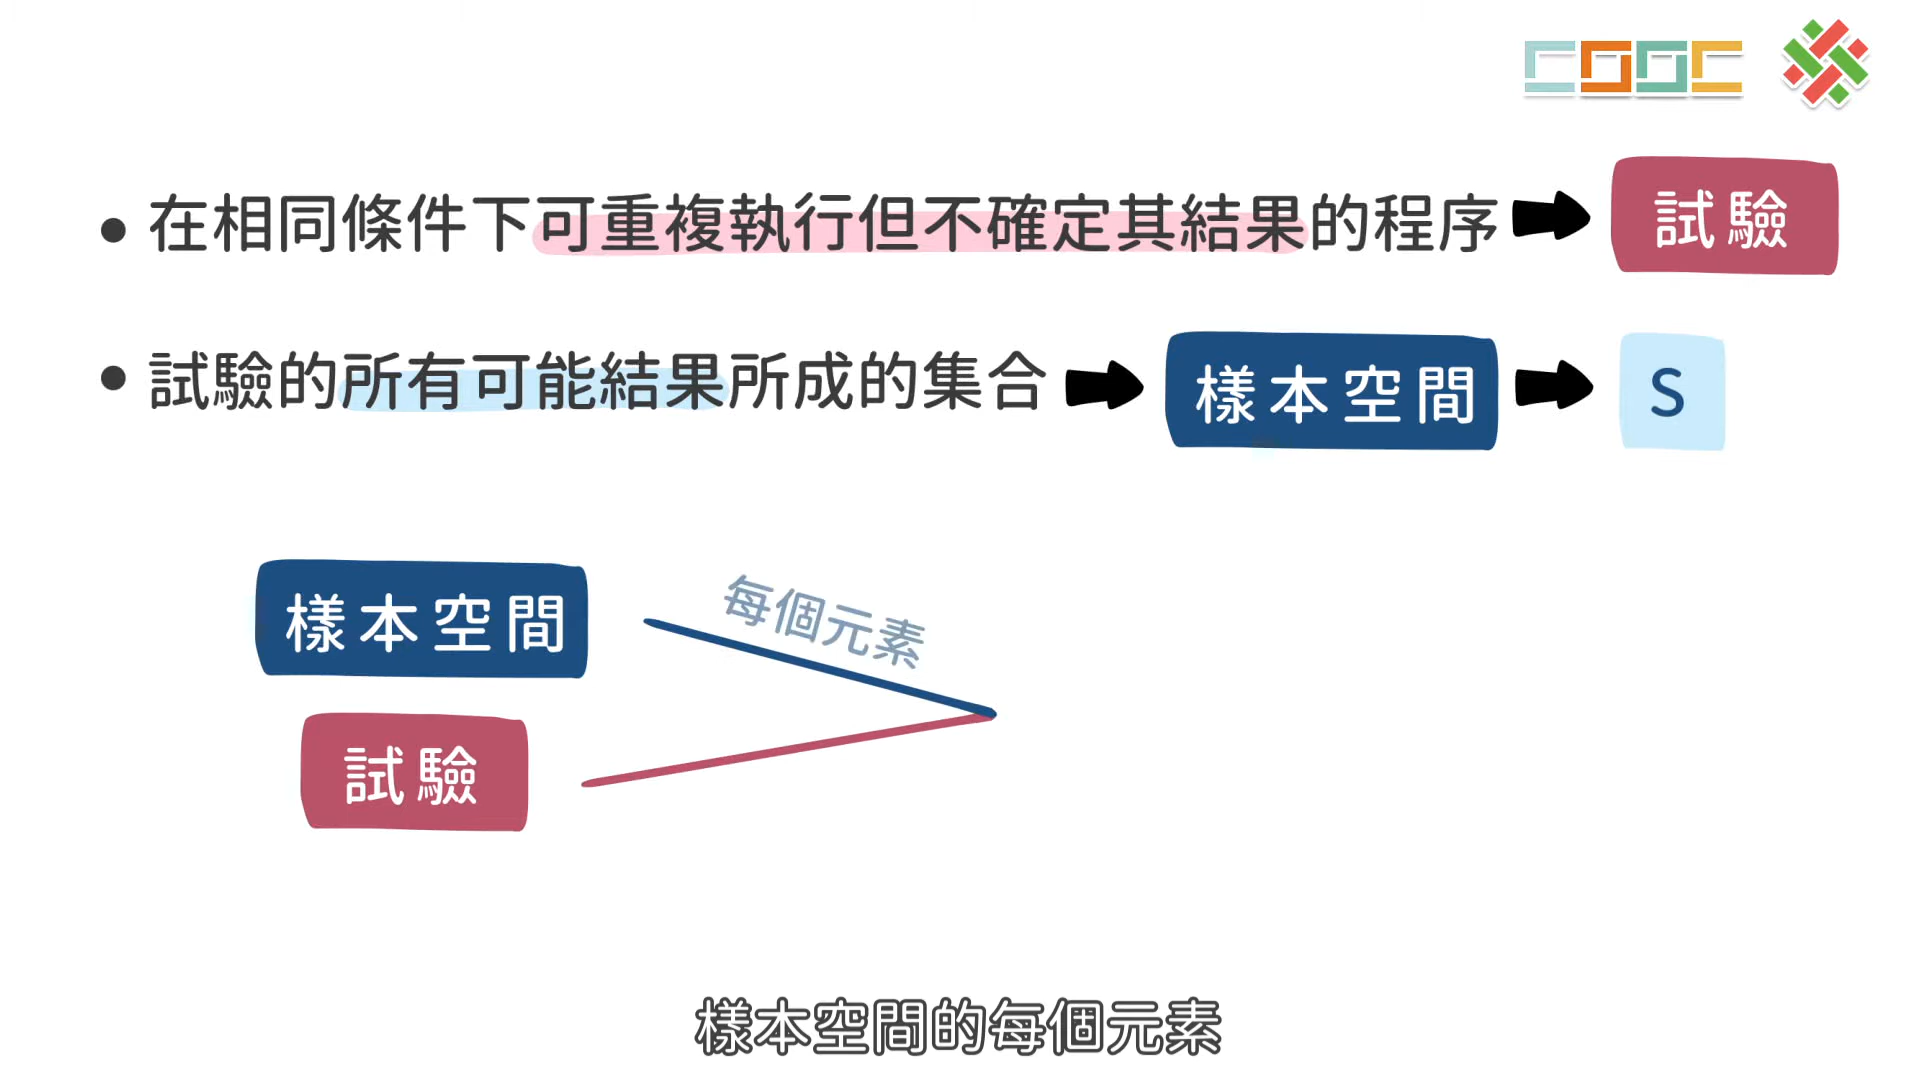 COOC
在相同條件下可重複執行但不確定其結果的程序 試驗
試驗的所有可能結果所成的集合 樣本空間 S
樣本空間
每個元素
試驗
樣本空間的每個元素